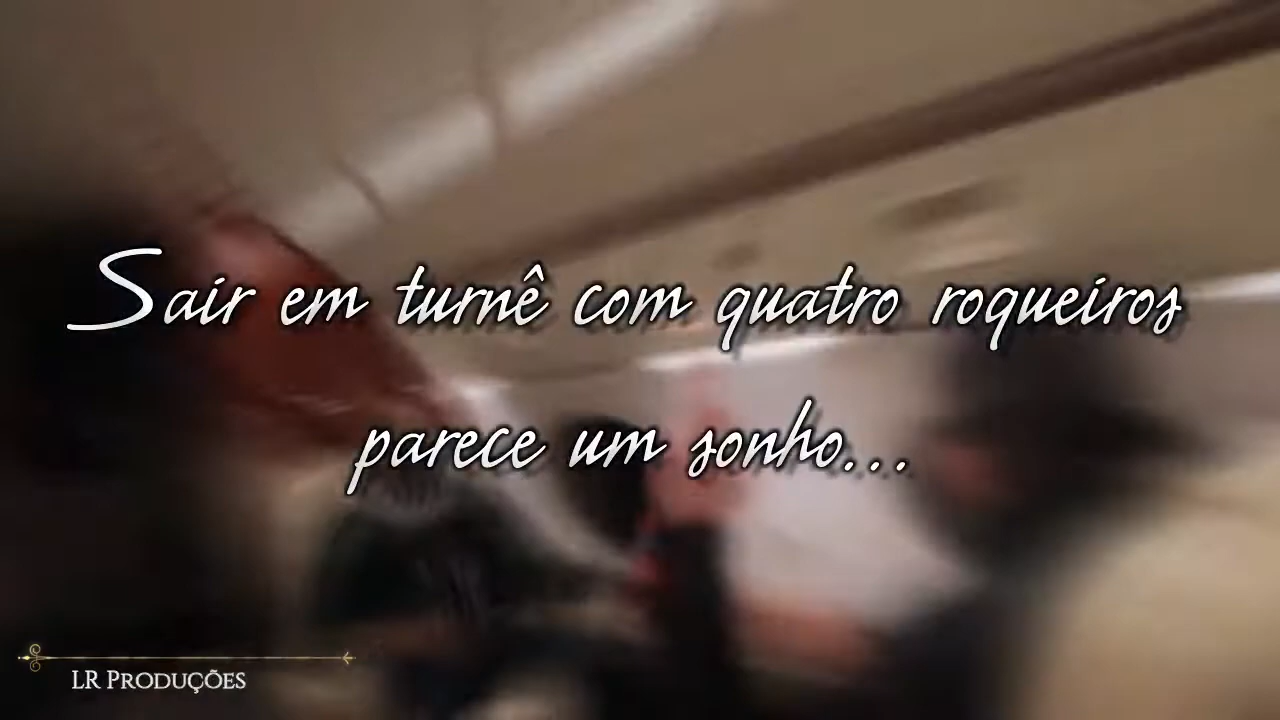 Sair em turnê com quatro roqueiros
parece um sonho...
LR Produções